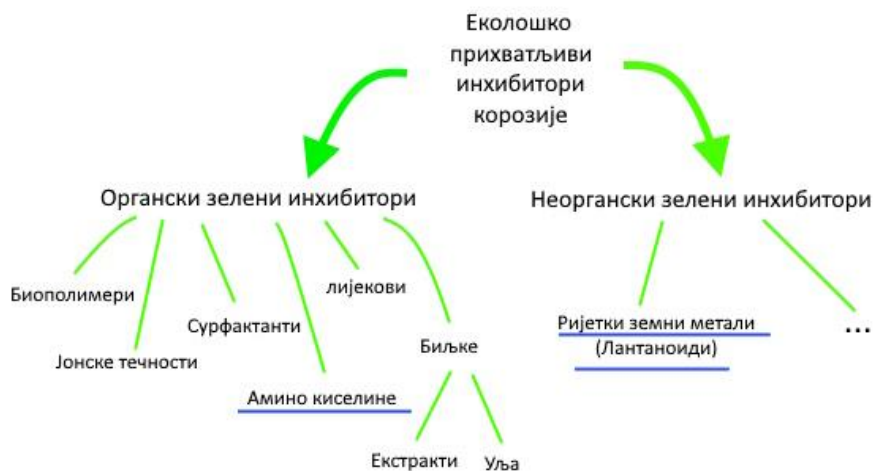 Еколошко
прихватљиви
инхибитори
корозије
Органски зелени инхибитори
Неоргански зелени инхибитори
Биополимери
Јонске течности
Сурфактанти
Амино киселине
лијекови
Биљке
Екстракти
Уља
Ријетки земни метали
(Лантаноиди)
...